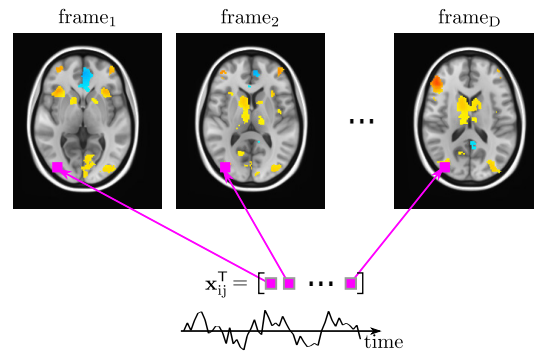 frame₁ frame₂ frame_D
...
x_ij^T = [ ... ]
time